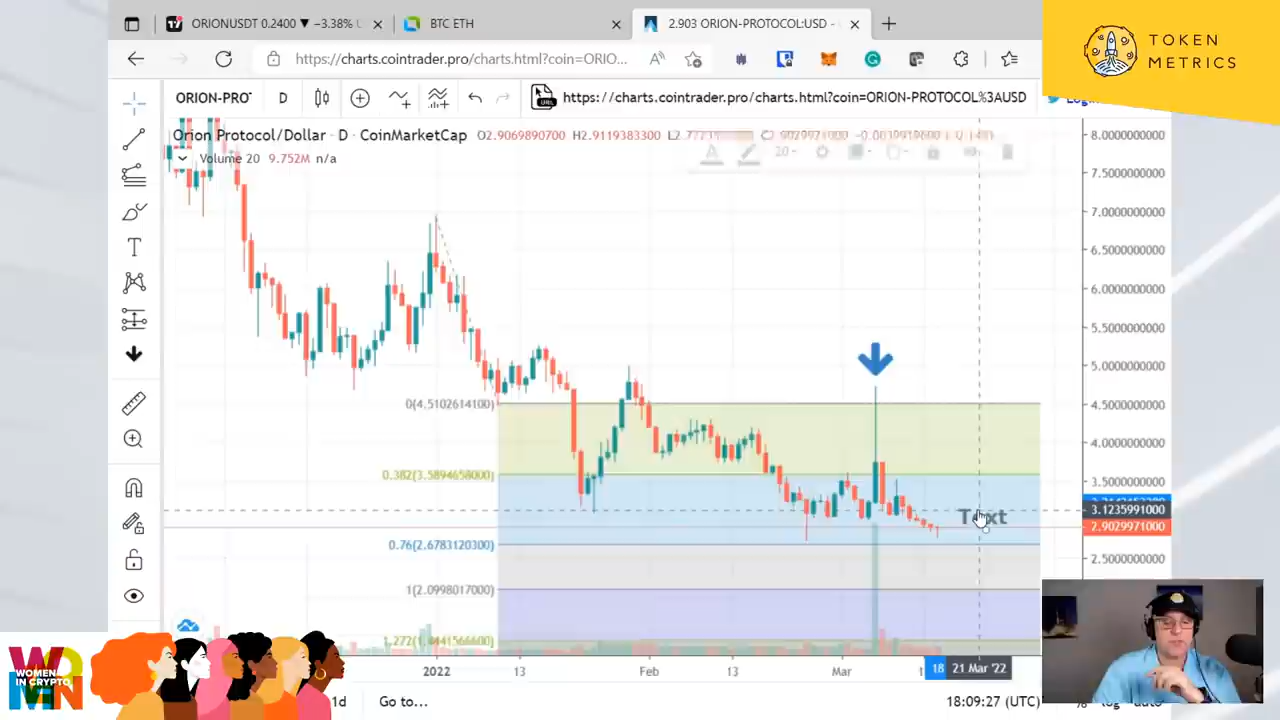 ORIONUSDT 0.2400 ▼ −3.38% U
BTC ETH
2.903 ORION-PROTOCOL:USD -
https://charts.cointrader.pro/charts.html?coin=ORIO...
TOKEN
METRICS
ORION-PRO
D
https://charts.cointrader.pro/charts.html?coin=ORION-PROTOCOL%3AUSD
Orion Protocol/Dollar • D • CoinMarketCap O2.9069890700 H2.9119383300
Volume 20 9.752M n/a
8.0000000000
7.5000000000
7.0000000000
6.5000000000
6.0000000000
5.5000000000
5.0000000000
4.5000000000
4.0000000000
3.5000000000
3.1235991000
2.9029971000
2.5000000000
0(4.5102614100)
0.382(3.5894658000)
0.76(2.6783120300)
1(2.0998017000)
Text
2022
13
Feb
13
Mar
18
21 Mar '22
WOMEN
IN CRYPTO
1d
Go to...
18:09:27 (UTC)
%
log
auto